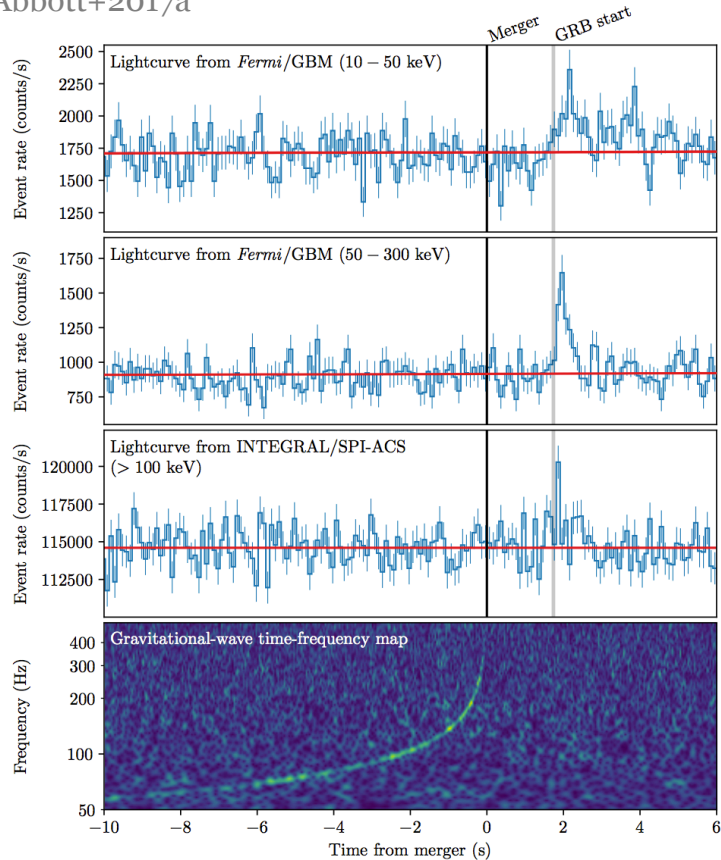 Abbott+2017a
Merger
GRB start
Lightcurve from Fermi/GBM (10 − 50 keV)
Event rate (counts/s)
2500
2250
2000
1750
1500
1250
Lightcurve from Fermi/GBM (50 − 300 keV)
Event rate (counts/s)
1750
1500
1250
1000
750
Lightcurve from INTEGRAL/SPI-ACS
(> 100 keV)
Event rate (counts/s)
120000
117500
115000
112500
Gravitational-wave time-frequency map
Frequency (Hz)
400
300
200
100
50
−10 −8 −6 −4 −2 0 2 4 6
Time from merger (s)